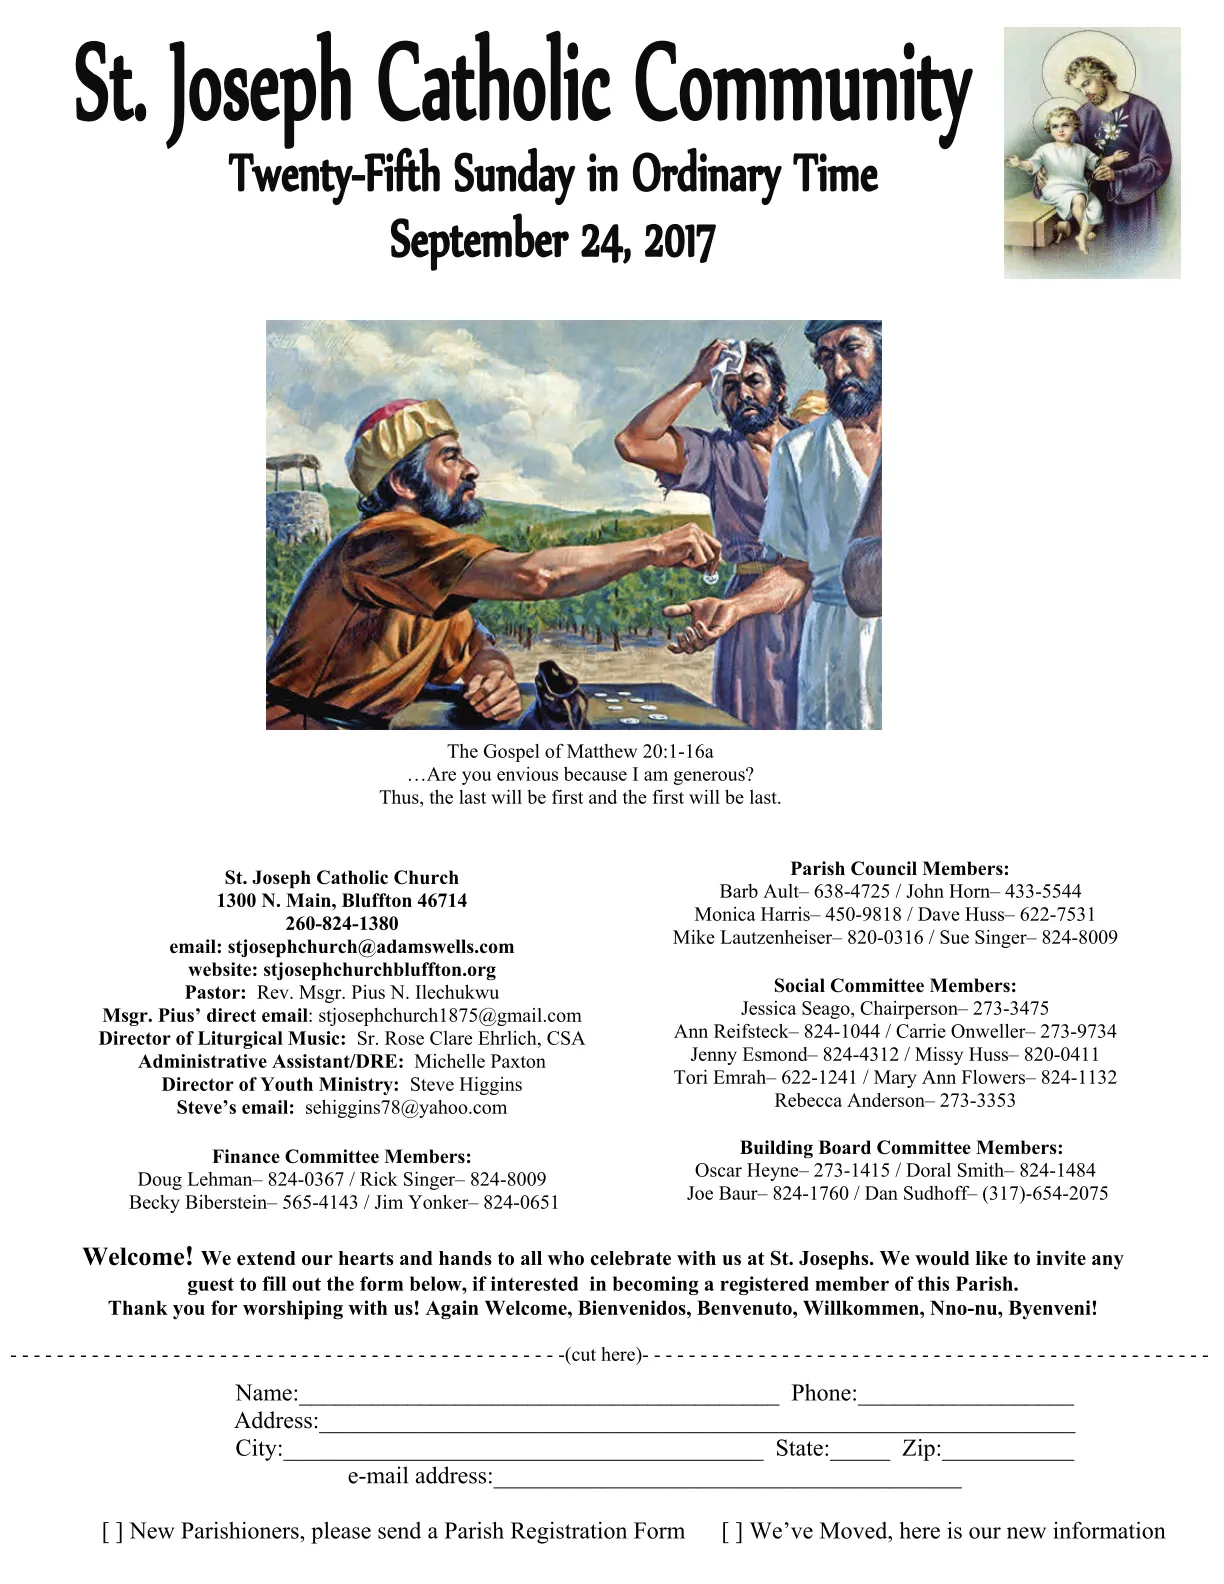 St. Joseph Catholic Community
Twenty-Fifth Sunday in Ordinary Time
September 24, 2017
The Gospel of Matthew 20:1-16a
…Are you envious because I am generous?
Thus, the last will be first and the first will be last.
St. Joseph Catholic Church
1300 N. Main, Bluffton 46714
260-824-1380
email: stjosephchurch@adamswells.com
website: stjosephchurchbluffton.org
Pastor: Rev. Msgr. Pius N. Ilechukwu
Msgr. Pius’ direct email: stjosephchurch1875@gmail.com
Director of Liturgical Music: Sr. Rose Clare Ehrlich, CSA
Administrative Assistant/DRE: Michelle Paxton
Director of Youth Ministry: Steve Higgins
Steve’s email: sehiggins78@yahoo.com
Finance Committee Members:
Doug Lehman– 824-0367 / Rick Singer– 824-8009
Becky Biberstein– 565-4143 / Jim Yonker– 824-0651
Parish Council Members:
Barb Ault– 638-4725 / John Horn– 433-5544
Monica Harris– 450-9818 / Dave Huss– 622-7531
Mike Lautzenheiser– 820-0316 / Sue Singer– 824-8009
Social Committee Members:
Jessica Seago, Chairperson– 273-3475
Ann Reifsteck– 824-1044 / Carrie Onweller– 273-9734
Jenny Esmond– 824-4312 / Missy Huss– 820-0411
Tori Emrah– 622-1241 / Mary Ann Flowers– 824-1132
Rebecca Anderson– 273-3353
Building Board Committee Members:
Oscar Heyne– 273-1415 / Doral Smith– 824-1484
Joe Baur– 824-1760 / Dan Sudhoff– (317)-654-2075
Welcome! We extend our hearts and hands to all who celebrate with us at St. Josephs. We would like to invite any
guest to fill out the form below, if interested in becoming a registered member of this Parish.
Thank you for worshiping with us! Again Welcome, Bienvenidos, Benvenuto, Willkommen, Nno-nu, Byenveni!
- - - - - - - - - - - - - - - - - - - - - - - - - - - - - - - - - - - - - - - - - - - - - - - -(cut here)- - - - - - - - - - - - - - - - - - - - - - - - - - - - - - - - - - - - - - - - - - - - - - - - -
Name:________________________________________ Phone:__________________
Address:_______________________________________________________________
City:________________________________________ State:_____ Zip:___________
e-mail address:_______________________________________
[ ] New Parishioners, please send a Parish Registration Form [ ] We’ve Moved, here is our new information